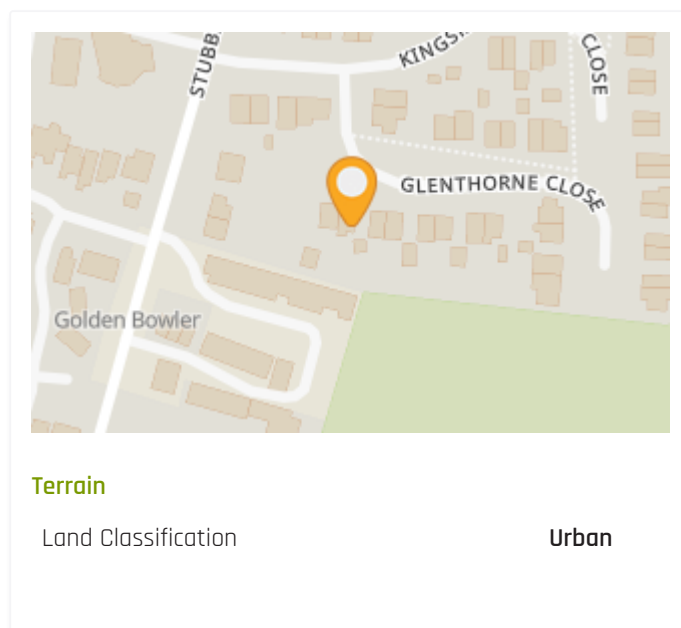 STUBB
KINGS
CLOSE
GLENTHORNE CLOSE
Golden Bowler
Terrain
Land Classification Urban